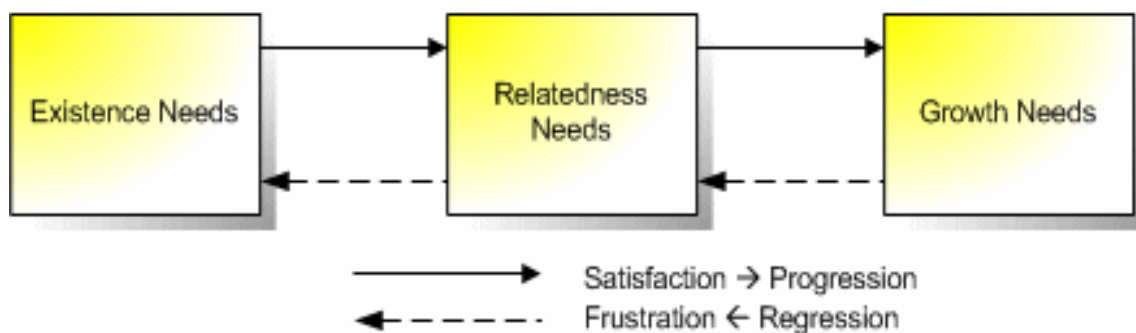 Existence Needs
Relatedness
Needs
Growth Needs
Satisfaction → Progression
Frustration ← Regression